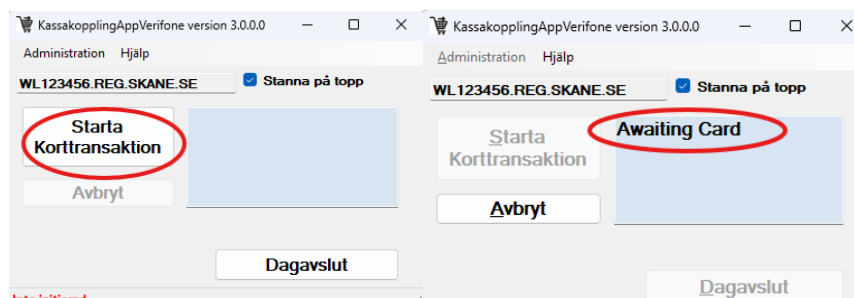 KassakopplingAppVerifone version 3.0.0.0
Administration Hjälp
WL123456.REG.SKANE.SE Stanna på topp
Starta
Korttransaktion
Avbryt
Dagavslut
KassakopplingAppVerifone version 3.0.0.0
Administration Hjälp
WL123456.REG.SKANE.SE Stanna på topp
Starta
Korttransaktion
Awaiting Card
Avbryt
Dagavslut